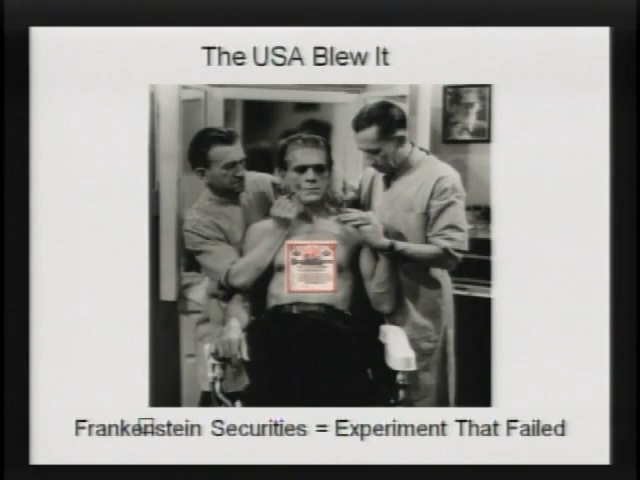 The USA Blew It
Frankenstein Securities = Experiment That Failed